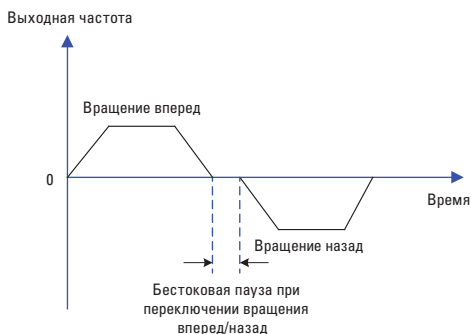 Выходная частота
Вращение вперед
0
Время
Вращение назад
Бестоковая пауза при
переключении вращения
вперед/назад